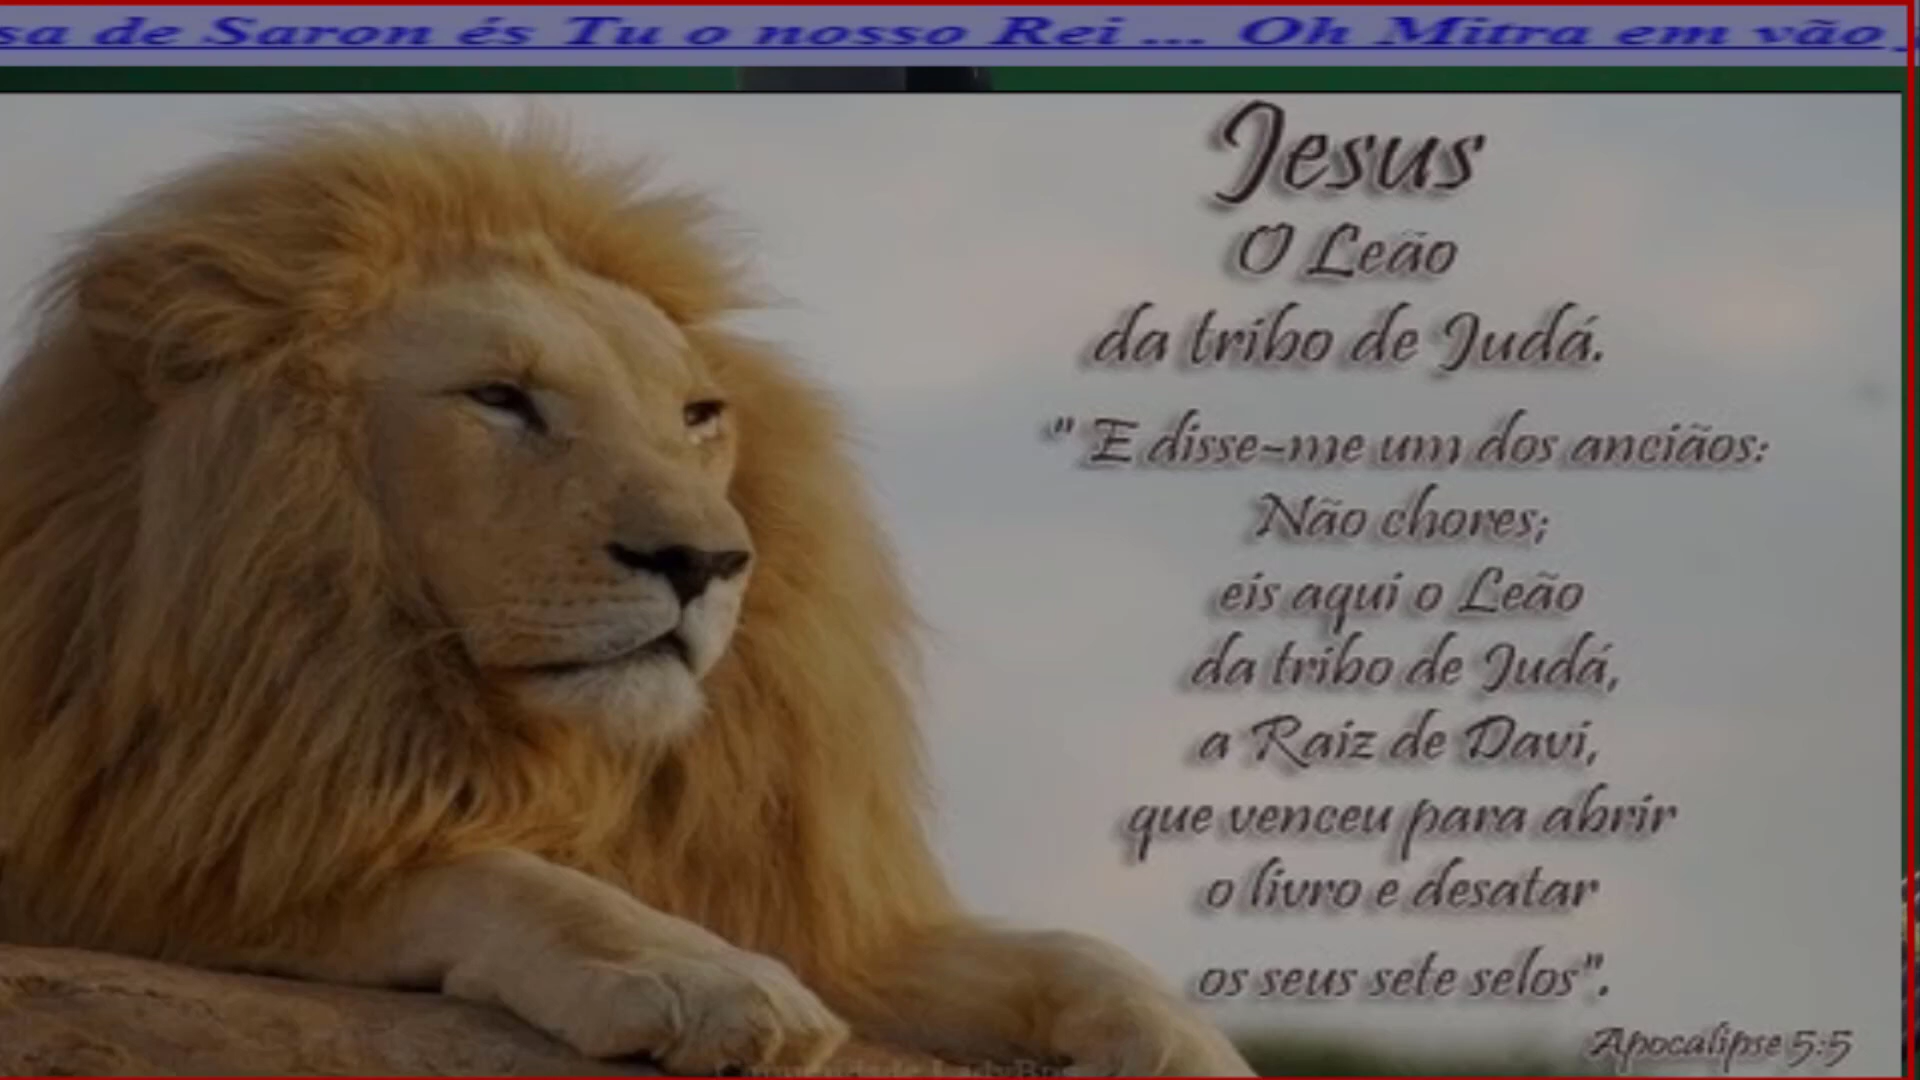 sa de Saron és Tu o nosso Rei ... Oh Mitra em vão
Jesus
O Leão
da tribo de Judá.
" E disse-me um dos anciãos:
Não chores;
eis aqui o Leão
da tribo de Judá,
a Raiz de Davi,
que venceu para abrir
o livro e desatar
os seus sete selos".
Apocalipse 5:5